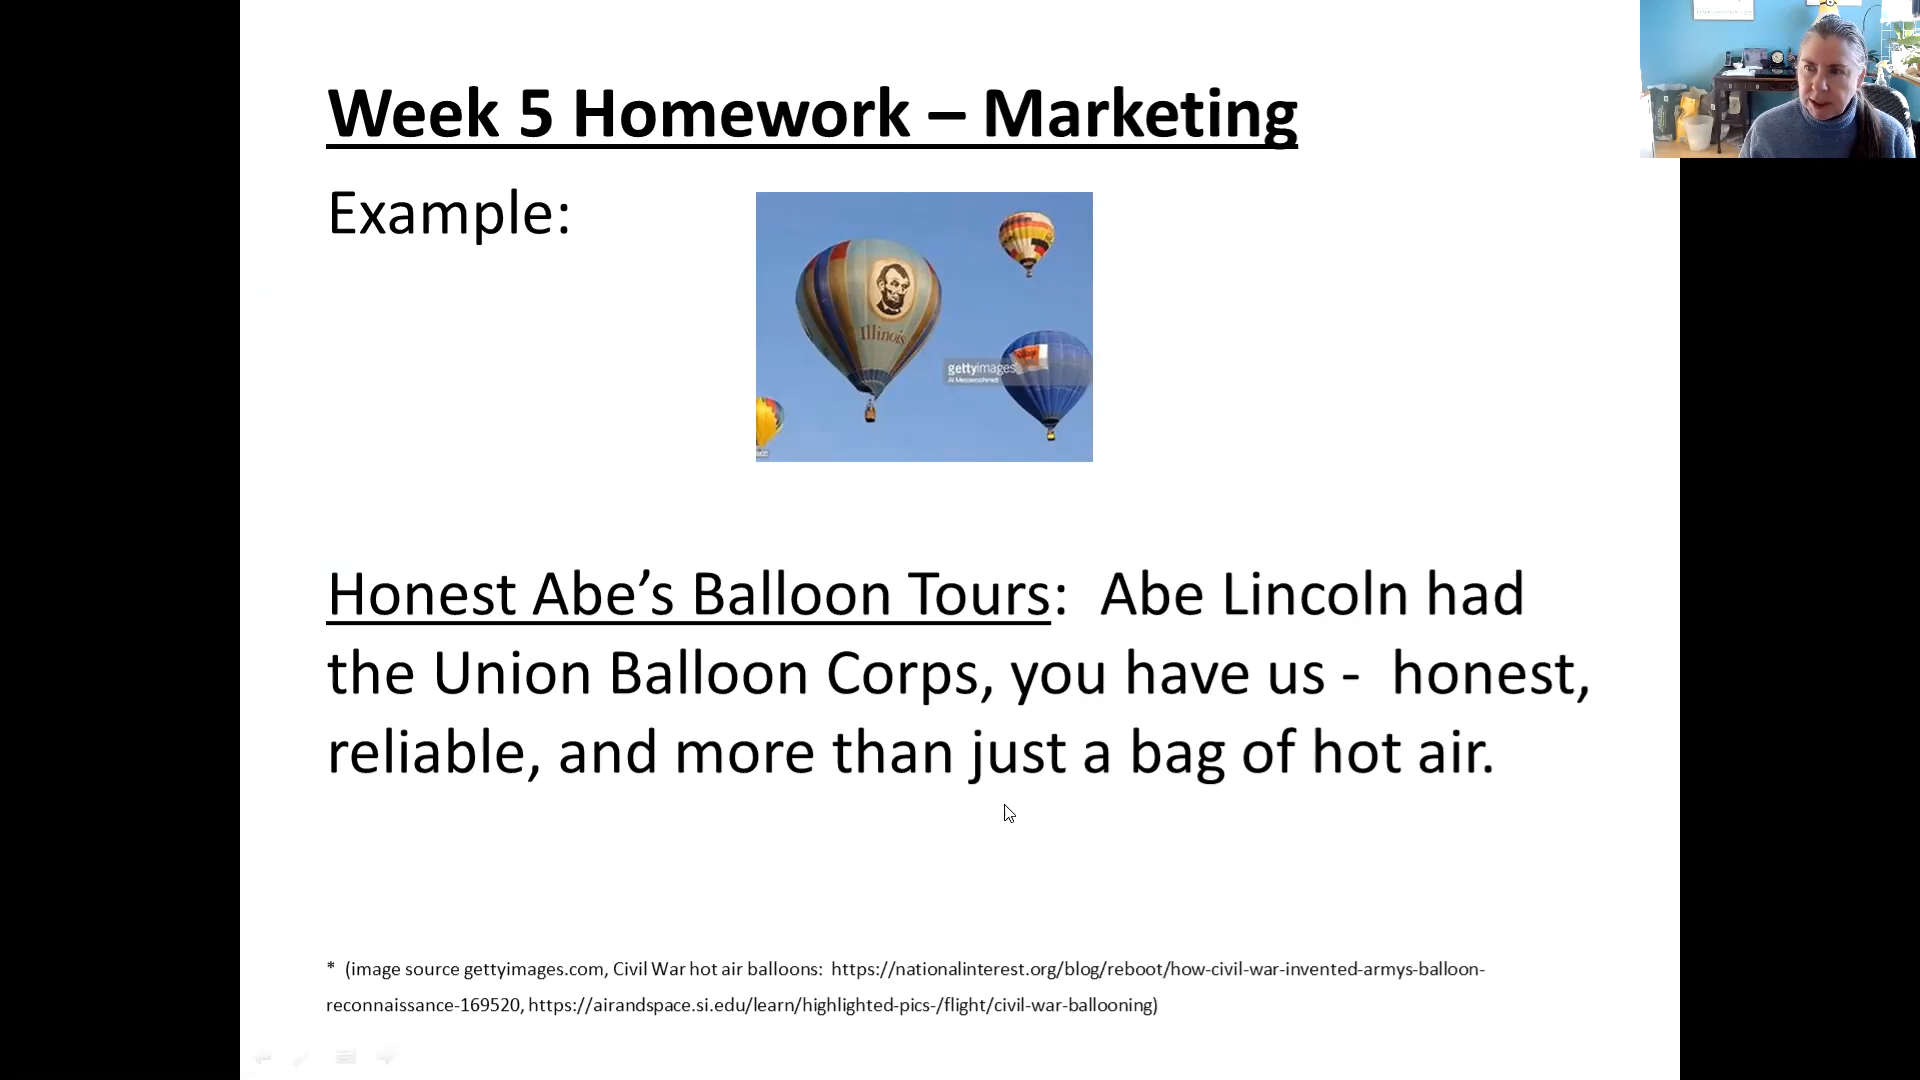 Week 5 Homework – Marketing
Example:
Illinois
gettyimages
Al Messerschmidt
Honest Abe’s Balloon Tours:  Abe Lincoln had
the Union Balloon Corps, you have us -  honest,
reliable, and more than just a bag of hot air.
*  (image source gettyimages.com, Civil War hot air balloons:  https://nationalinterest.org/blog/reboot/how-civil-war-invented-armys-balloon-
reconnaissance-169520, https://airandspace.si.edu/learn/highlighted-pics-/flight/civil-war-ballooning)